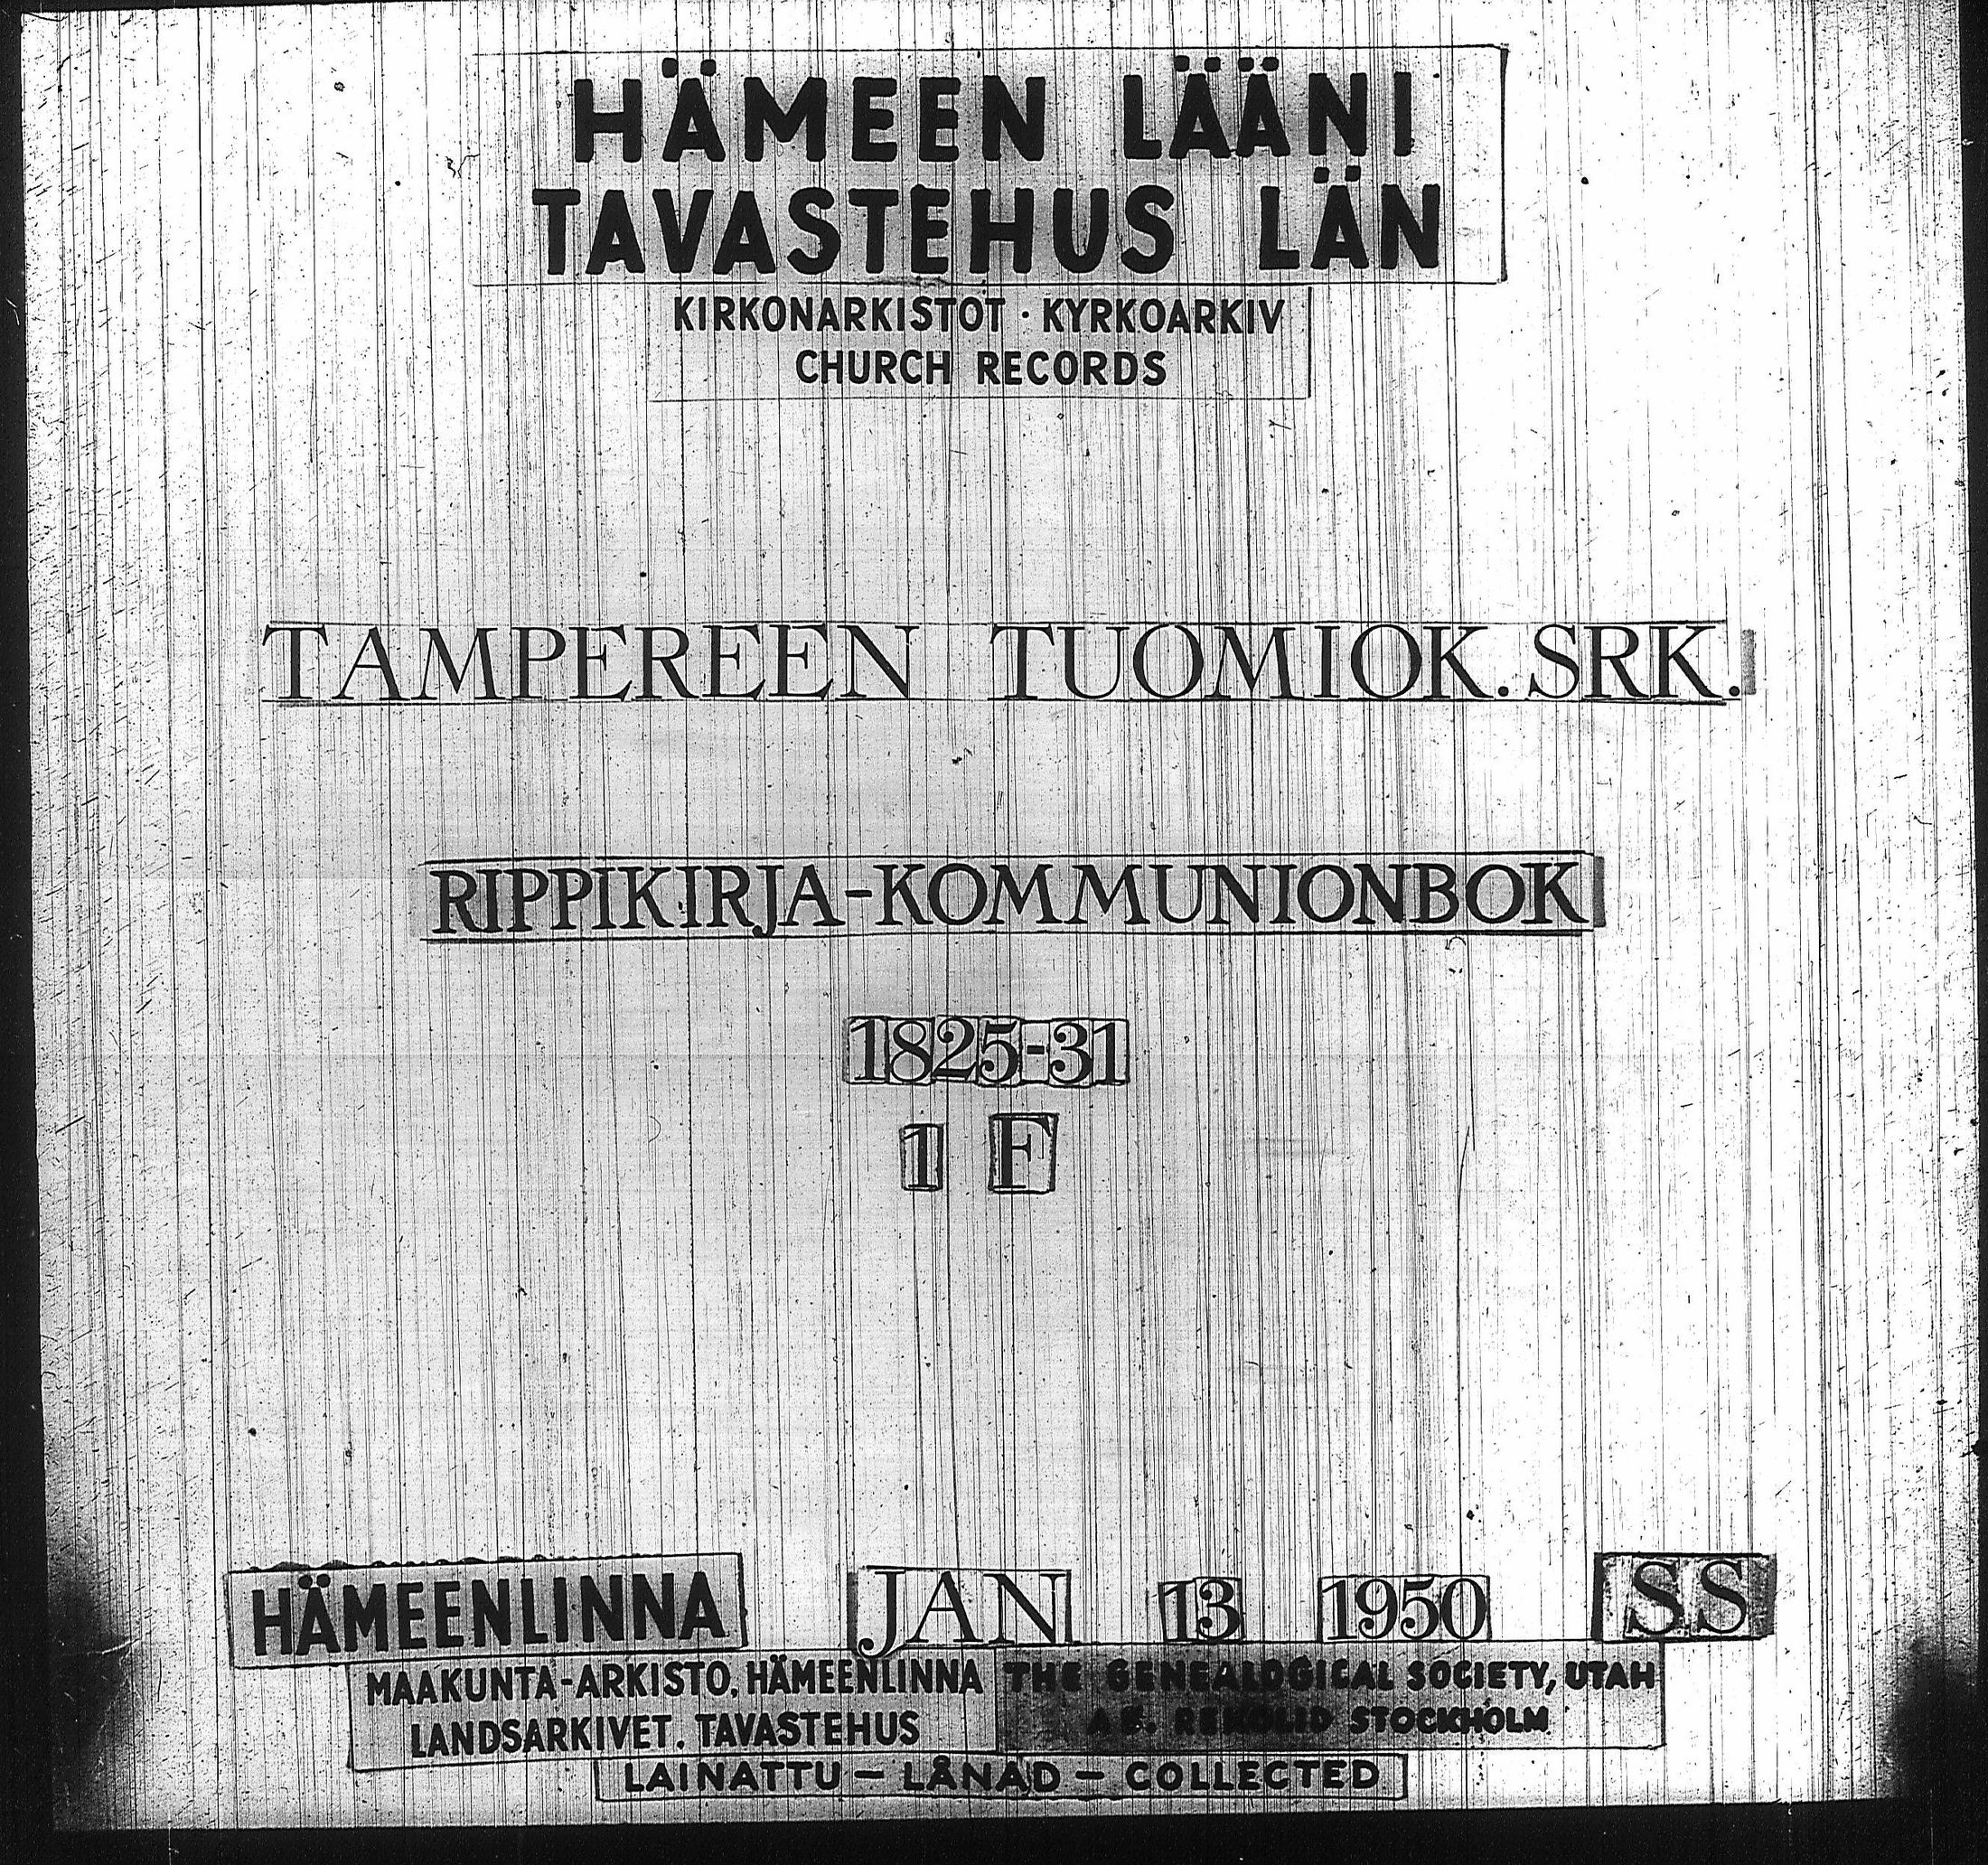 HÄMEEN LÄÄNI
TAVASTEHUS LÄN
KIRKONARKISTOT · KYRKOARKIV
CHURCH RECORDS
TAMPEREEN TUOMIOK. SRK.
RIPPIKIRJA-KOMMUNIONBOK
1825-31
1 F
HÄMEENLINNA JAN 13 1950 SS
MAAKUNTA-ARKISTO, HÄMEENLINNA THE GENEALOGICAL SOCIETY, UTAH
LANDSARKIVET, TAVASTEHUS AB. REKOLID STOCKHOLM
LAINATTU — LÅNAD — COLLECTED